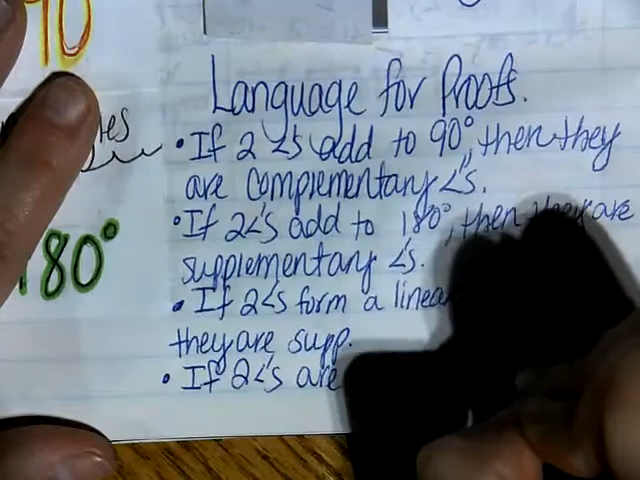 90
Language for Proofs.
• If 2 ∠'s add to 90°, then they
are complementary ∠'s.
• If 2∠'s add to 180°, then they are
supplementary ∠'s.
180°
• If 2∠'s form a linear
they are supp.
• If 2∠'s are